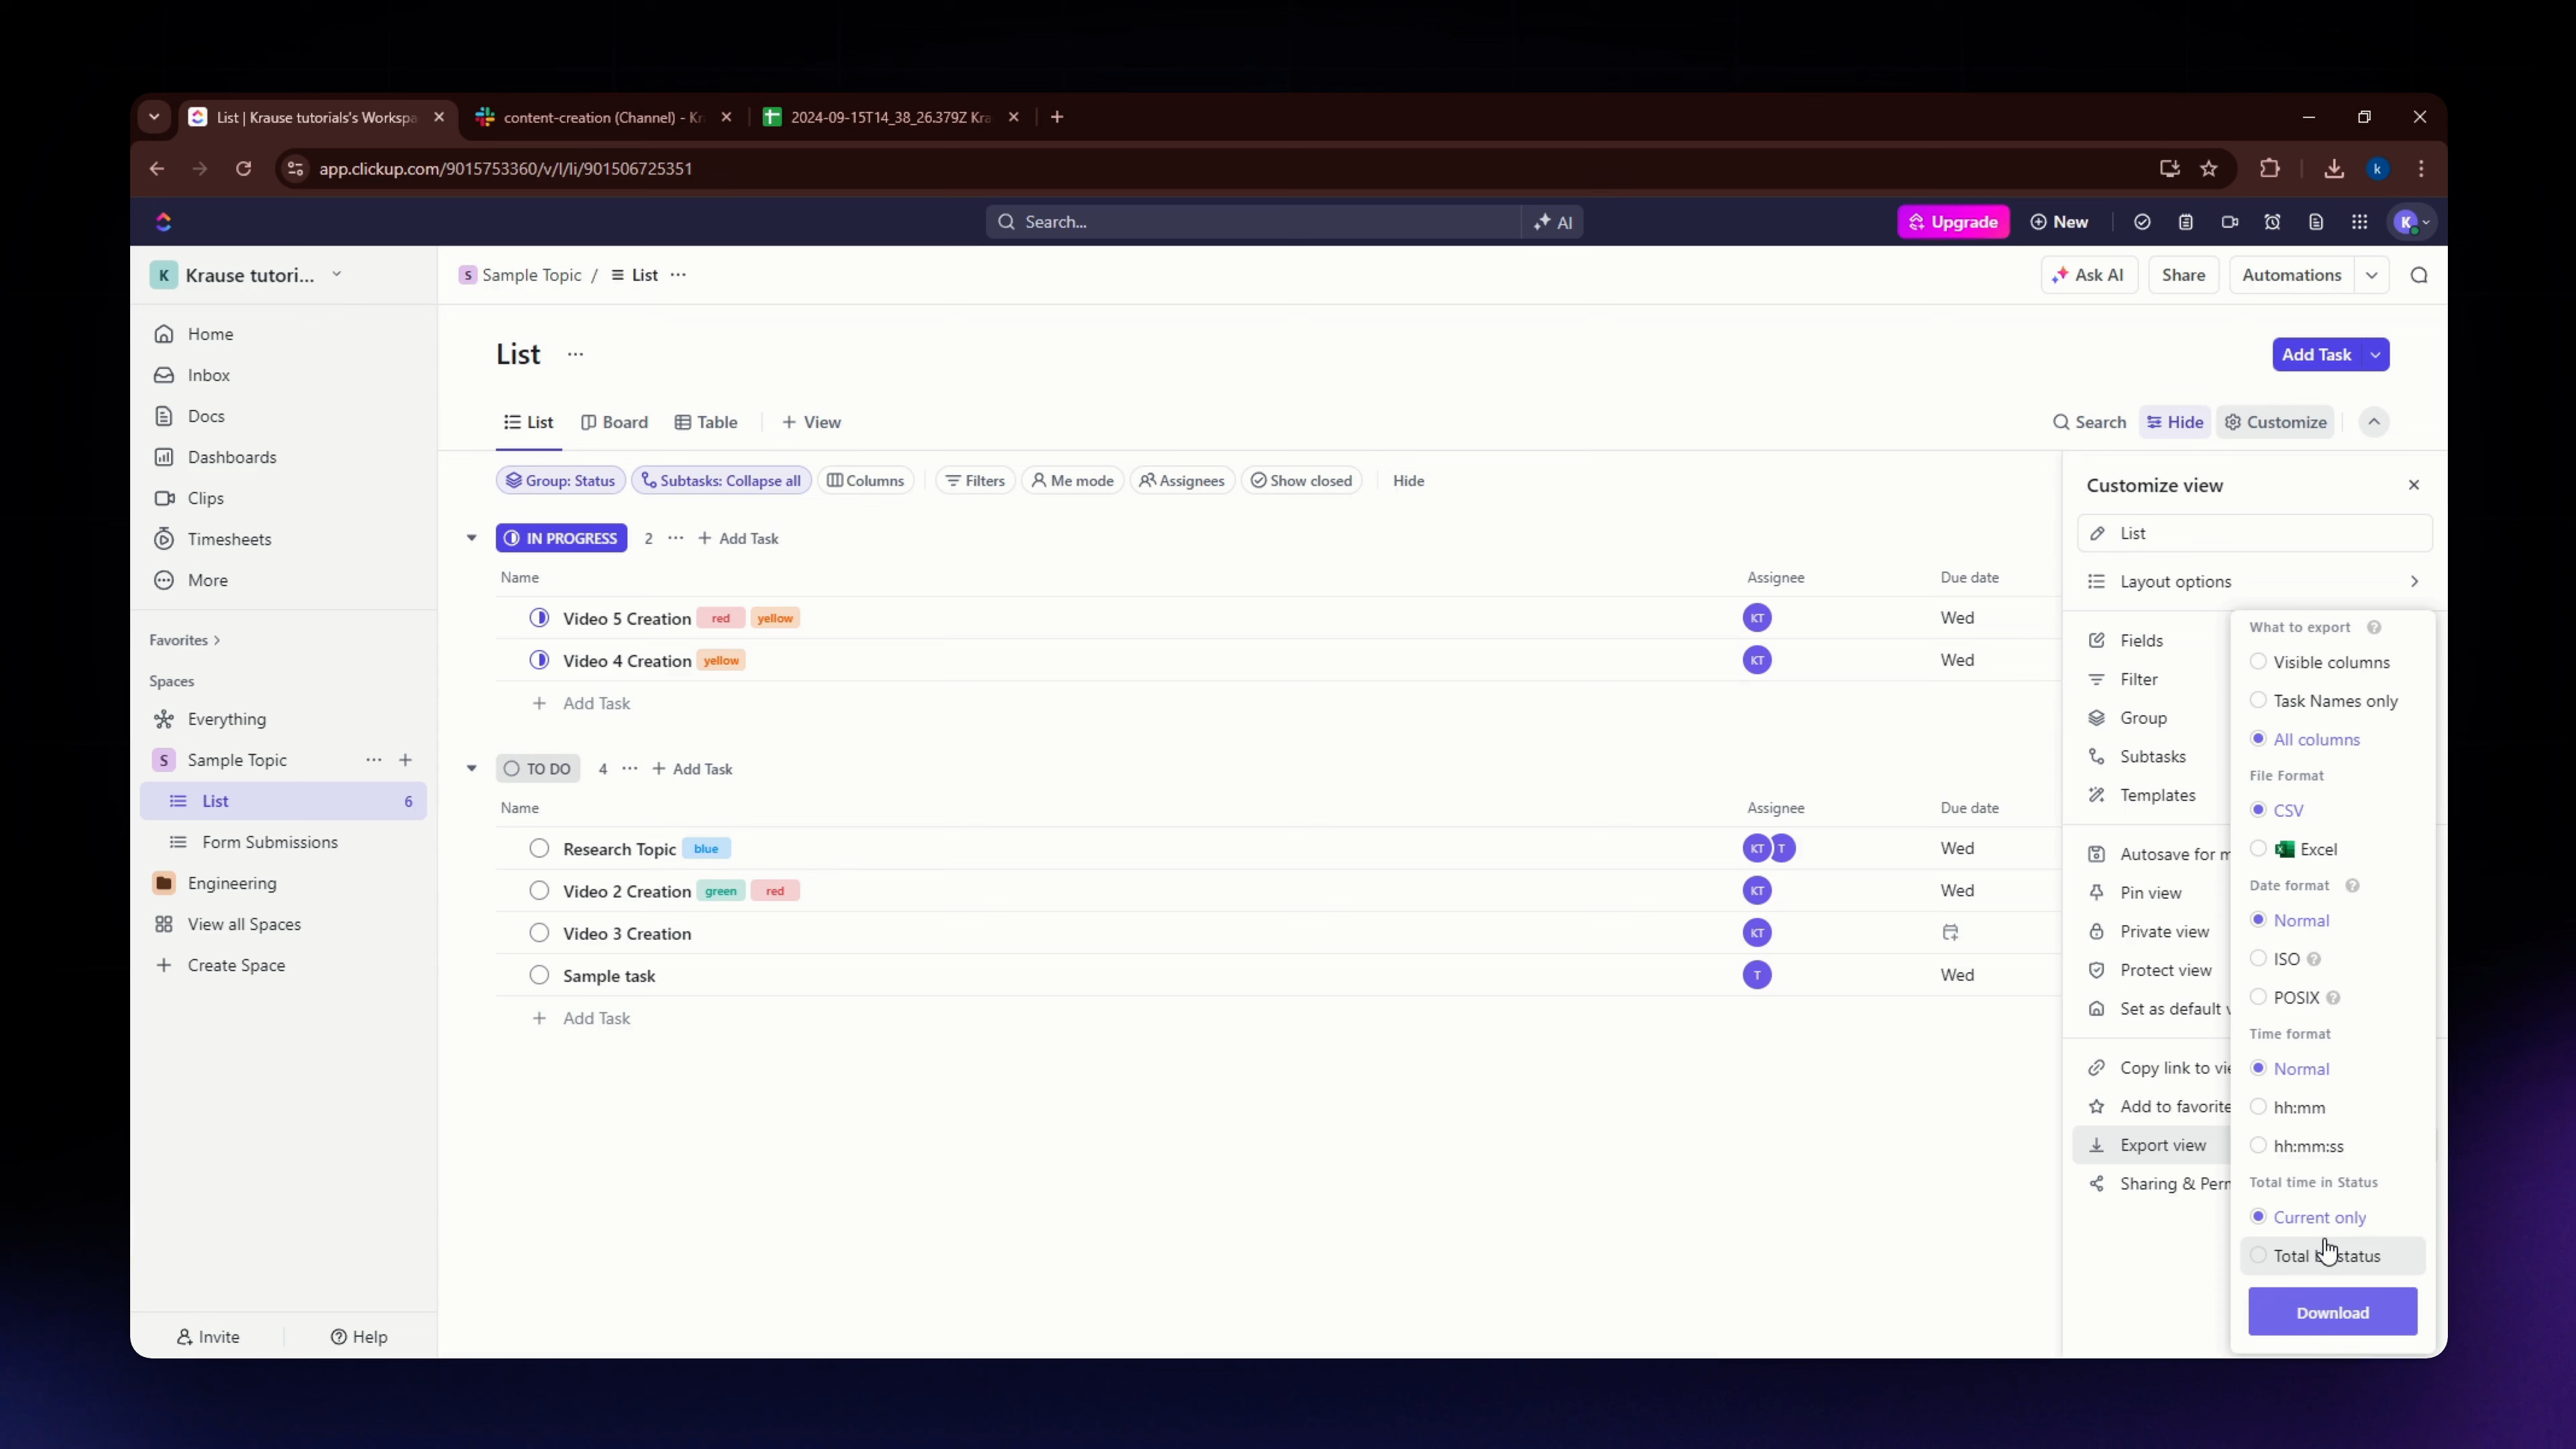 List | Krause tutorials's Workspa
content-creation (Channel) - Kr
2024-09-15T14_38_26.379Z Kra
app.clickup.com/9015753360/v/l/li/901506725351
k
Search...
AI
Upgrade
New
K
K Krause tutori...
S Sample Topic / List ...
Ask AI
Share
Automations
Home
Inbox
Docs
Dashboards
Clips
Timesheets
More
Favorites
Spaces
Everything
S Sample Topic
List 6
Form Submissions
Engineering
View all Spaces
Create Space
Invite
Help
List ...
Add Task
List
Board
Table
+ View
Search
Hide
Customize
Group: Status
Subtasks: Collapse all
Columns
Filters
Me mode
Assignees
Show closed
Hide
IN PROGRESS 2 ... + Add Task
Name Assignee Due date
Video 5 Creation red yellow KT Wed
Video 4 Creation yellow KT Wed
+ Add Task
TO DO 4 ... + Add Task
Name Assignee Due date
Research Topic blue KT T Wed
Video 2 Creation green red KT Wed
Video 3 Creation KT
Sample task T Wed
+ Add Task
Customize view
List
Layout options
Fields
Filter
Group
Subtasks
Templates
Autosave for m
Pin view
Private view
Protect view
Set as default v
Copy link to vie
Add to favorite
Export view
Sharing & Perm
What to export
Visible columns
Task Names only
All columns
File Format
CSV
Excel
Date format
Normal
ISO
POSIX
Time format
Normal
hh:mm
hh:mm:ss
Total time in Status
Current only
Total status
Download